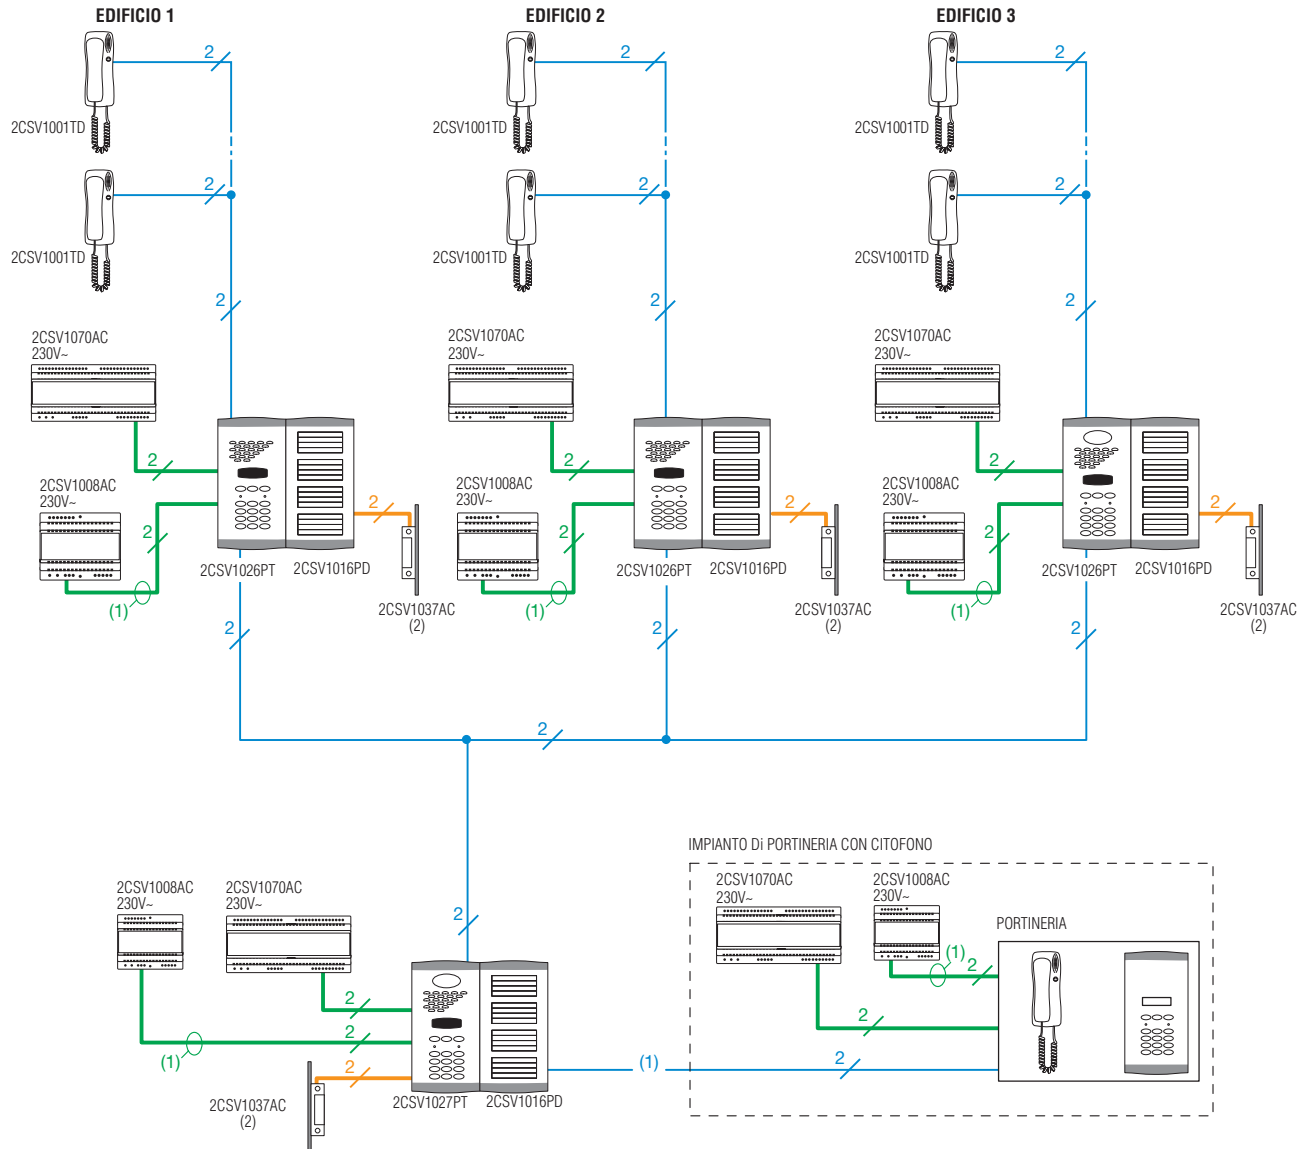 EDIFICIO 1
EDIFICIO 2
EDIFICIO 3
2
2
2
2CSV1001TD
2CSV1001TD
2CSV1001TD
2
2
2
2CSV1001TD
2CSV1001TD
2CSV1001TD
2
2
2
2CSV1070AC
230V~
2CSV1070AC
230V~
2CSV1070AC
230V~
2
2
2
2CSV1008AC
230V~
2CSV1008AC
230V~
2CSV1008AC
230V~
2
2
2
2
2
2
2CSV1026PT
2CSV1016PD
2CSV1026PT
2CSV1016PD
2CSV1026PT
2CSV1016PD
(1)
(1)
(1)
2CSV1037AC
(2)
2CSV1037AC
(2)
2CSV1037AC
(2)
2
2
2
2
IMPIANTO Di PORTINERIA CON CITOFONO
2CSV1008AC
230V~
2CSV1070AC
230V~
2
2CSV1070AC
230V~
2CSV1008AC
230V~
PORTINERIA
(1)
2
2
2
2
(1)
2
(1)
2
2CSV1037AC
(2)
2CSV1027PT
2CSV1016PD